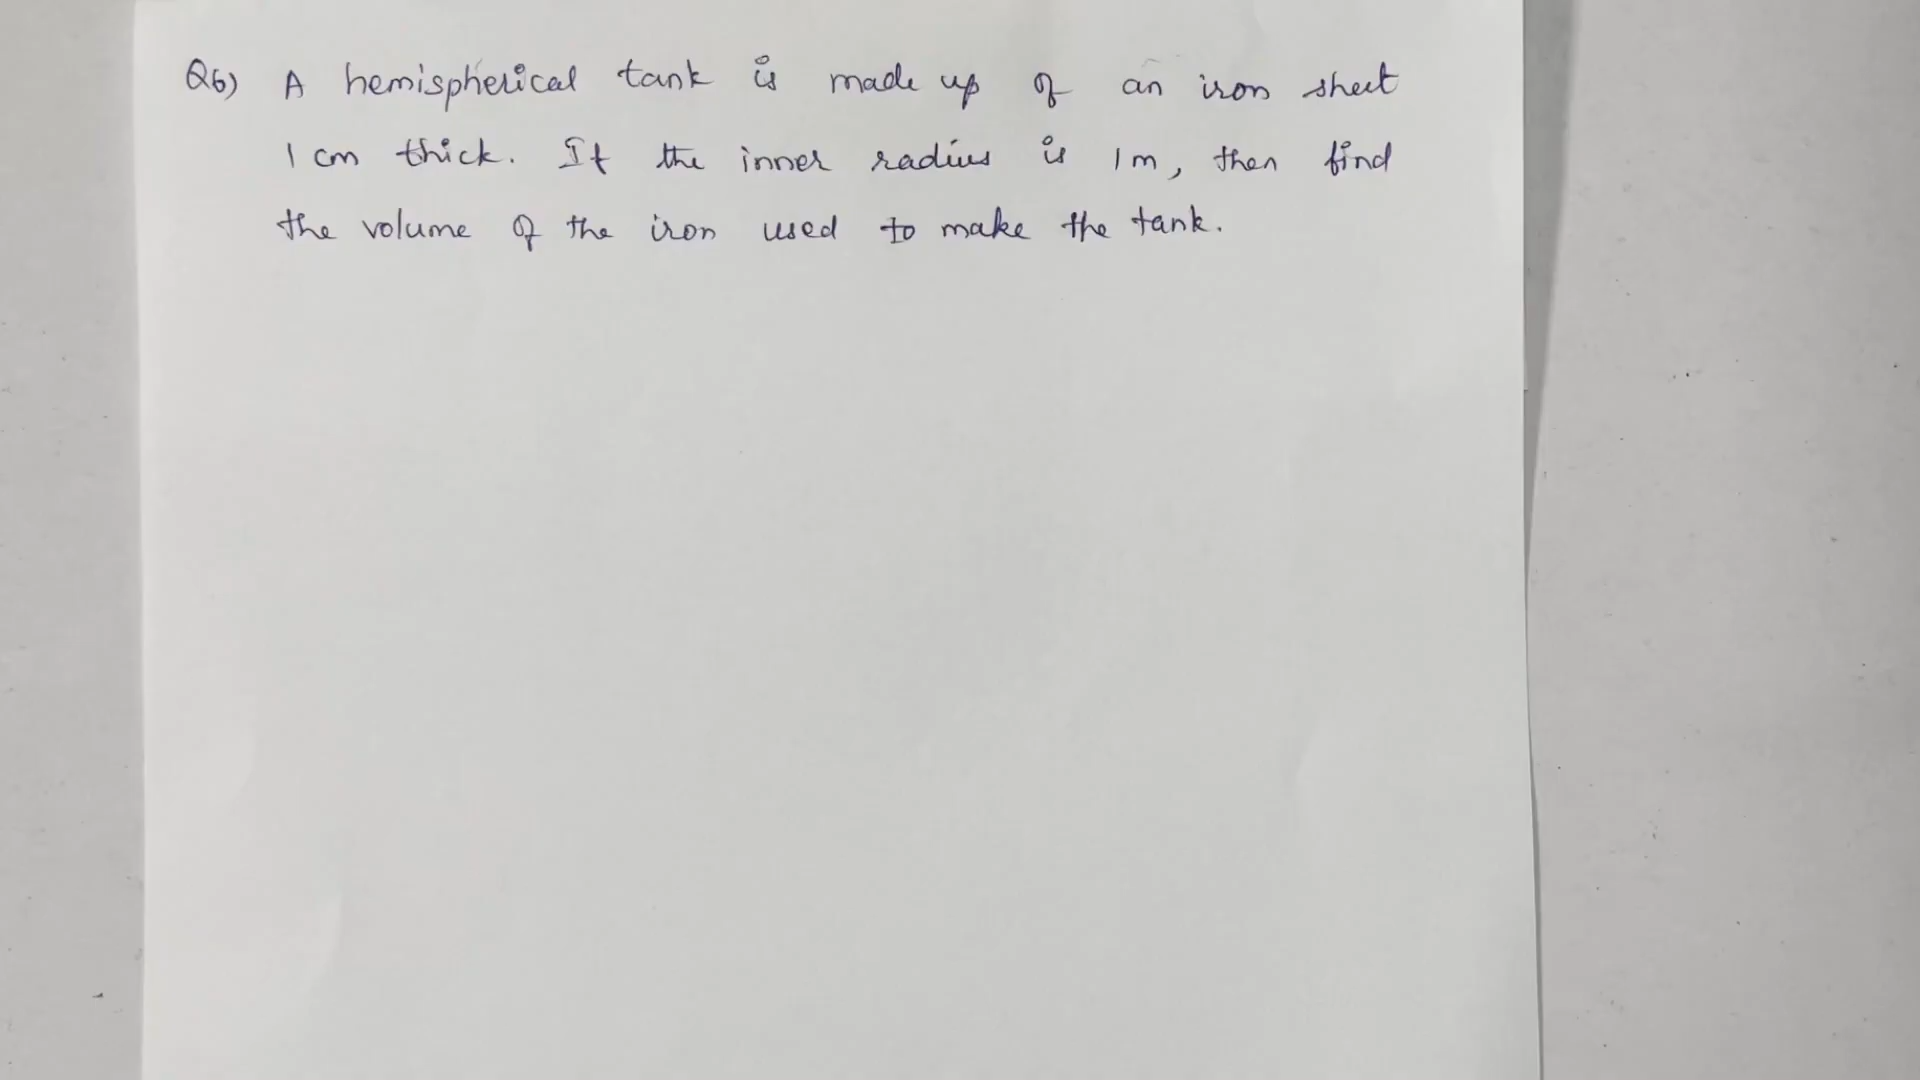 Q6) A hemispherical tank is made up of an iron sheet
1 cm thick. If the inner radius is 1m, then find
the volume of the iron used to make the tank.